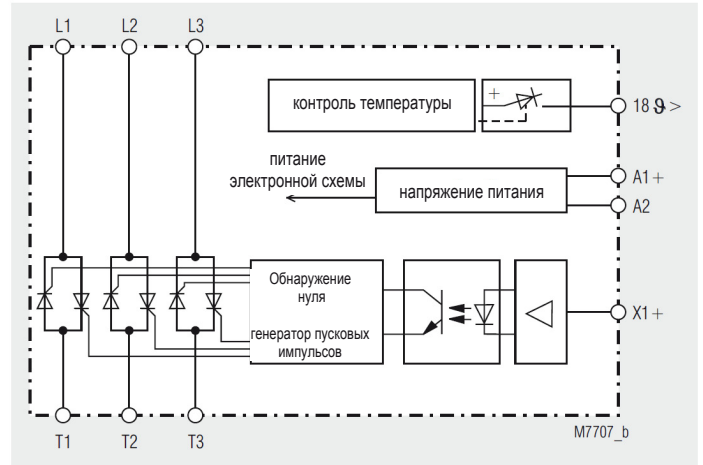 L1 L2 L3
контроль температуры
+
18 ϑ >
питание
электронной схемы
напряжение питания
A1+
A2
Обнаружение
нуля
генератор пусковых
импульсов
X1+
T1 T2 T3
M7707_b